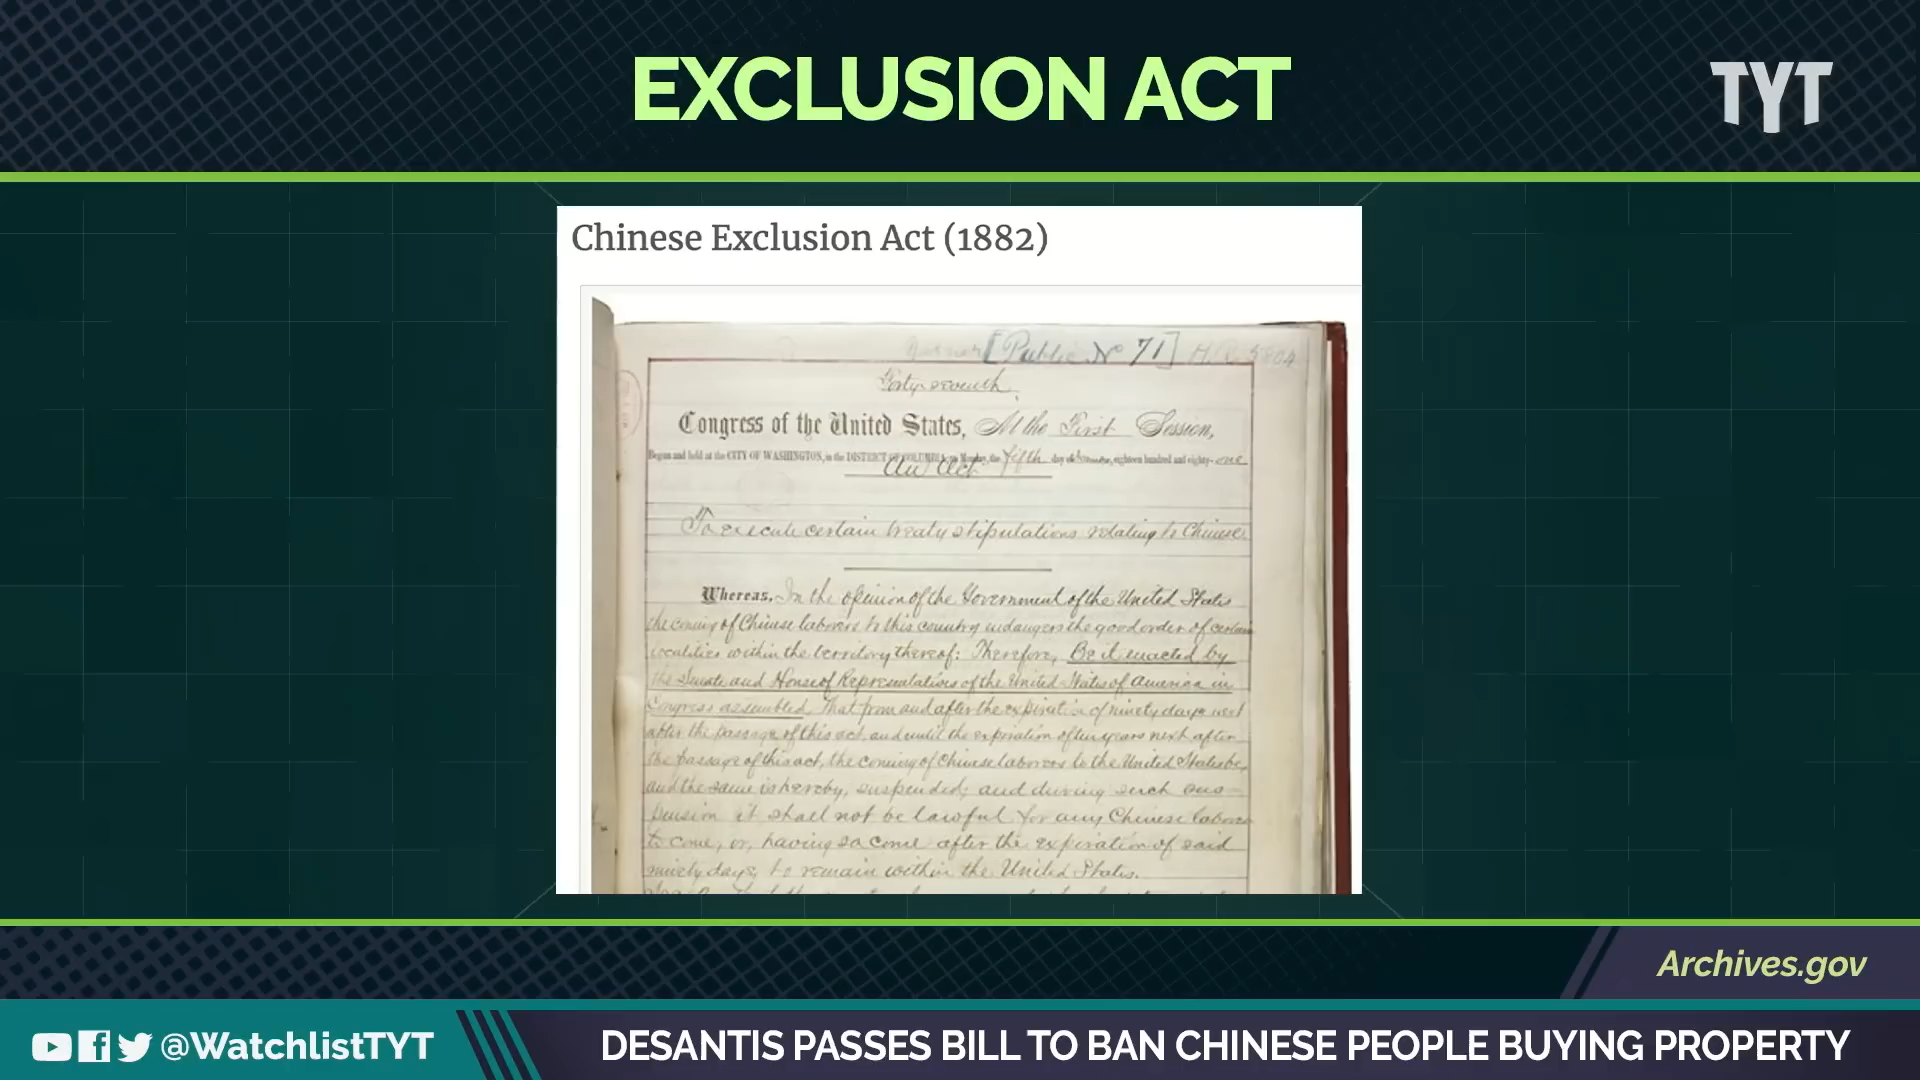 EXCLUSION ACT
TYT
Chinese Exclusion Act (1882)
[Public No 71] H.R. 5804
Forty-seventh
Congress of the United States, At the First Session,
Begun and held at the CITY OF WASHINGTON, in the DISTRICT OF COLUMBIA, on Monday, the fifth day of December, eighteen hundred and eighty-one
An Act
To execute certain treaty stipulations relating to Chinese.
Whereas, In the opinion of the Government of the United States
the coming of Chinese laborers to this country endangers the good order of certain
localities within the territory thereof: Therefore, Be it enacted by
the Senate and House of Representatives of the United States of America in
Congress assembled, That from and after the expiration of ninety days next
after the passage of this act, and until the expiration of ten years next after
the passage of this act, the coming of Chinese laborers to the United States be,
and the same is hereby, suspended; and during such sus-
pension it shall not be lawful for any Chinese laborer
to come, or, having so come after the expiration of said
ninety days, to remain within the United States.
Archives.gov
@WatchlistTYT
DESANTIS PASSES BILL TO BAN CHINESE PEOPLE BUYING PROPERTY